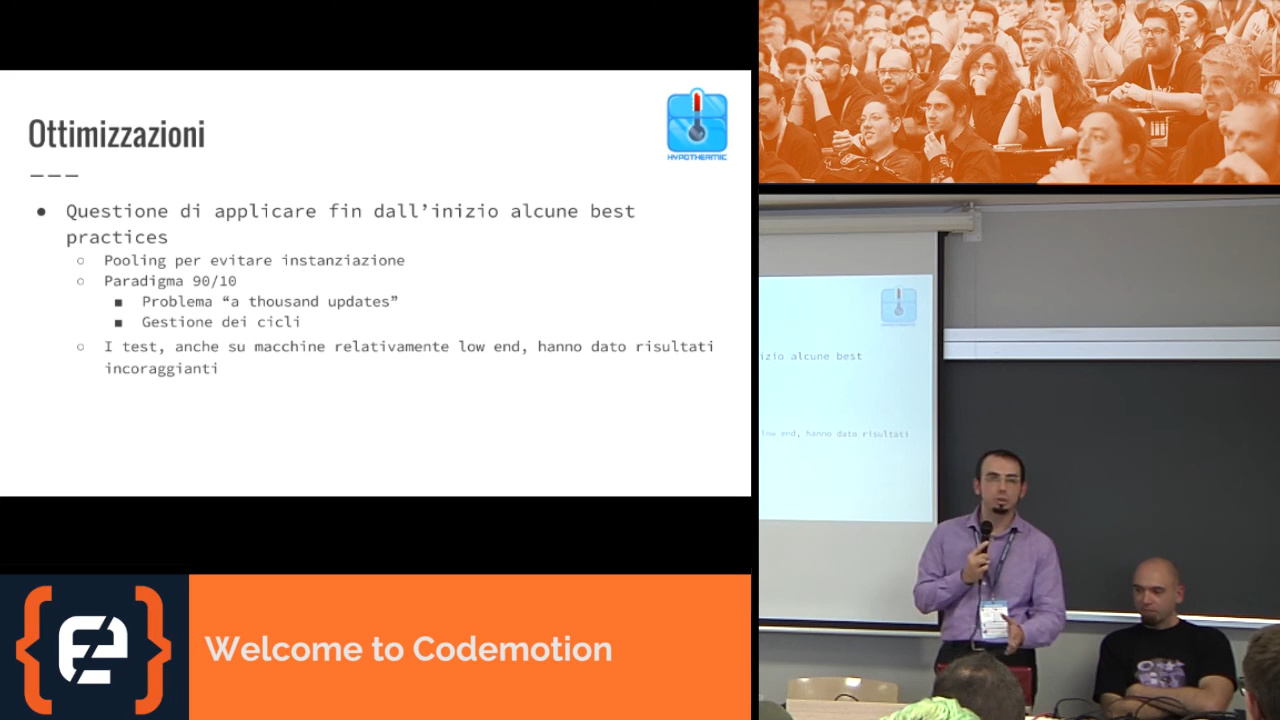 Ottimizzazioni
HYPOTHERMIC
● Questione di applicare fin dall’inizio alcune best
practices
○ Pooling per evitare instanziazione
○ Paradigma 90/10
■ Problema “a thousand updates”
■ Gestione dei cicli
○ I test, anche su macchine relativamente low end, hanno dato risultati
incoraggianti
izio alcune best
low end, hanno dato risultati
Welcome to Codemotion